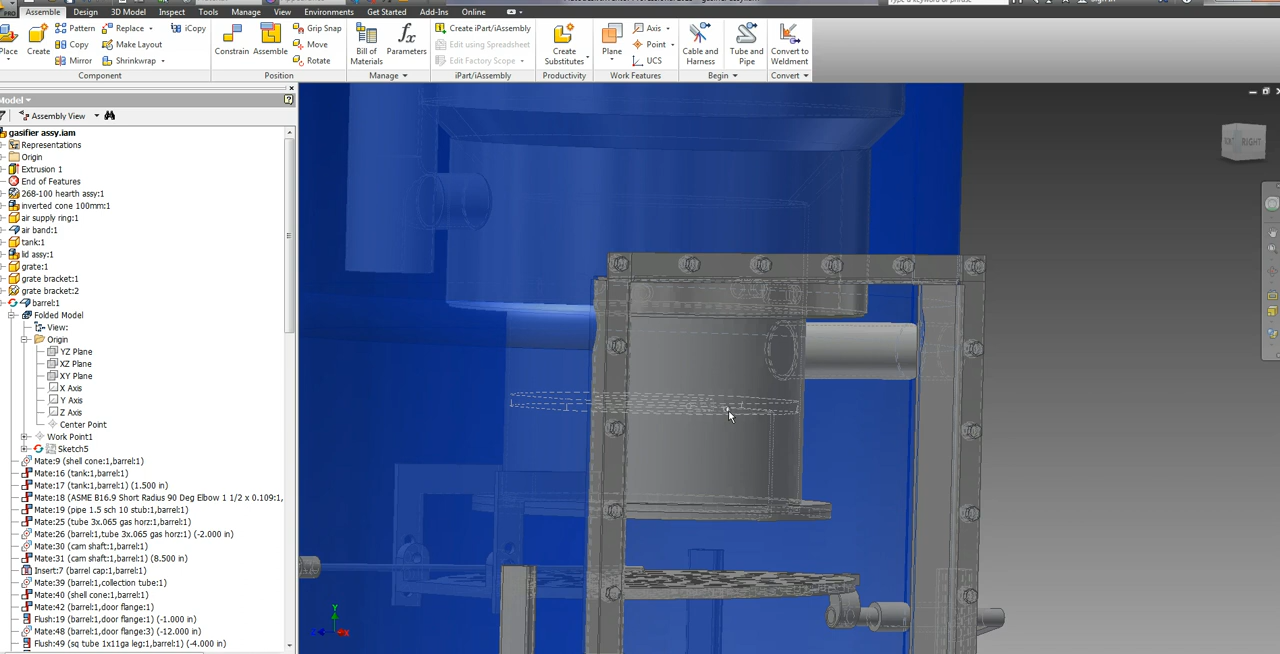 Assembly Design 3D Model Inspect Tools Manage View Environments Get Started Add-Ins Online
Place
Create
Pattern
Copy
Mirror
Replace
Make Layout
Shrinkwrap
iCopy
Component
Constrain
Assemble
Grip Snap
Move
Rotate
Position
Bill of
Materials
Parameters
Manage
Create iPart/iAssembly
Edit using Spreadsheet
Edit Factory Scope
iPart/iAssembly
Create
Substitutes
Productivity
Plane
Axis
Point
UCS
Work Features
Cable and
Harness
Tube and
Pipe
Begin
Convert to
Weldment
Convert
Model
Assembly View
gasifier assy.iam
Representations
Origin
Extrusion 1
End of Features
268-100 hearth assy:1
inverted cone 100mm:1
air supply ring:1
air band:1
tank:1
lid assy:1
grate:1
grate bracket:1
grate bracket:2
barrel:1
Folded Model
View:
Origin
YZ Plane
XZ Plane
XY Plane
X Axis
Y Axis
Z Axis
Center Point
Work Point1
Sketch5
Mate:9 (shell cone:1,barrel:1)
Mate:16 (tank:1,barrel:1)
Mate:17 (tank:1,barrel:1) (1.500 in)
Mate:18 (ASME B16.9 Short Radius 90 Deg Elbow 1 1/2 x 0.109:1,
Mate:19 (pipe 1.5 sch 10 stub:1,barrel:1)
Mate:25 (tube 3x.065 gas horz:1,barrel:1)
Mate:26 (barrel:1,tube 3x.065 gas horz:1) (-2.000 in)
Mate:30 (cam shaft:1,barrel:1)
Mate:31 (cam shaft:1,barrel:1) (8.500 in)
Insert:7 (barrel cap:1,barrel:1)
Mate:39 (barrel:1,collection tube:1)
Mate:40 (shell cone:1,barrel:1)
Mate:42 (barrel:1,door flange:1)
Flush:19 (barrel:1,door flange:1) (-1.000 in)
Mate:48 (barrel:1,door flange:3) (-12.000 in)
Flush:49 (sq tube 1x11ga leg:1,barrel:1) (-4.000 in)
RIGHT
Y
X
Z